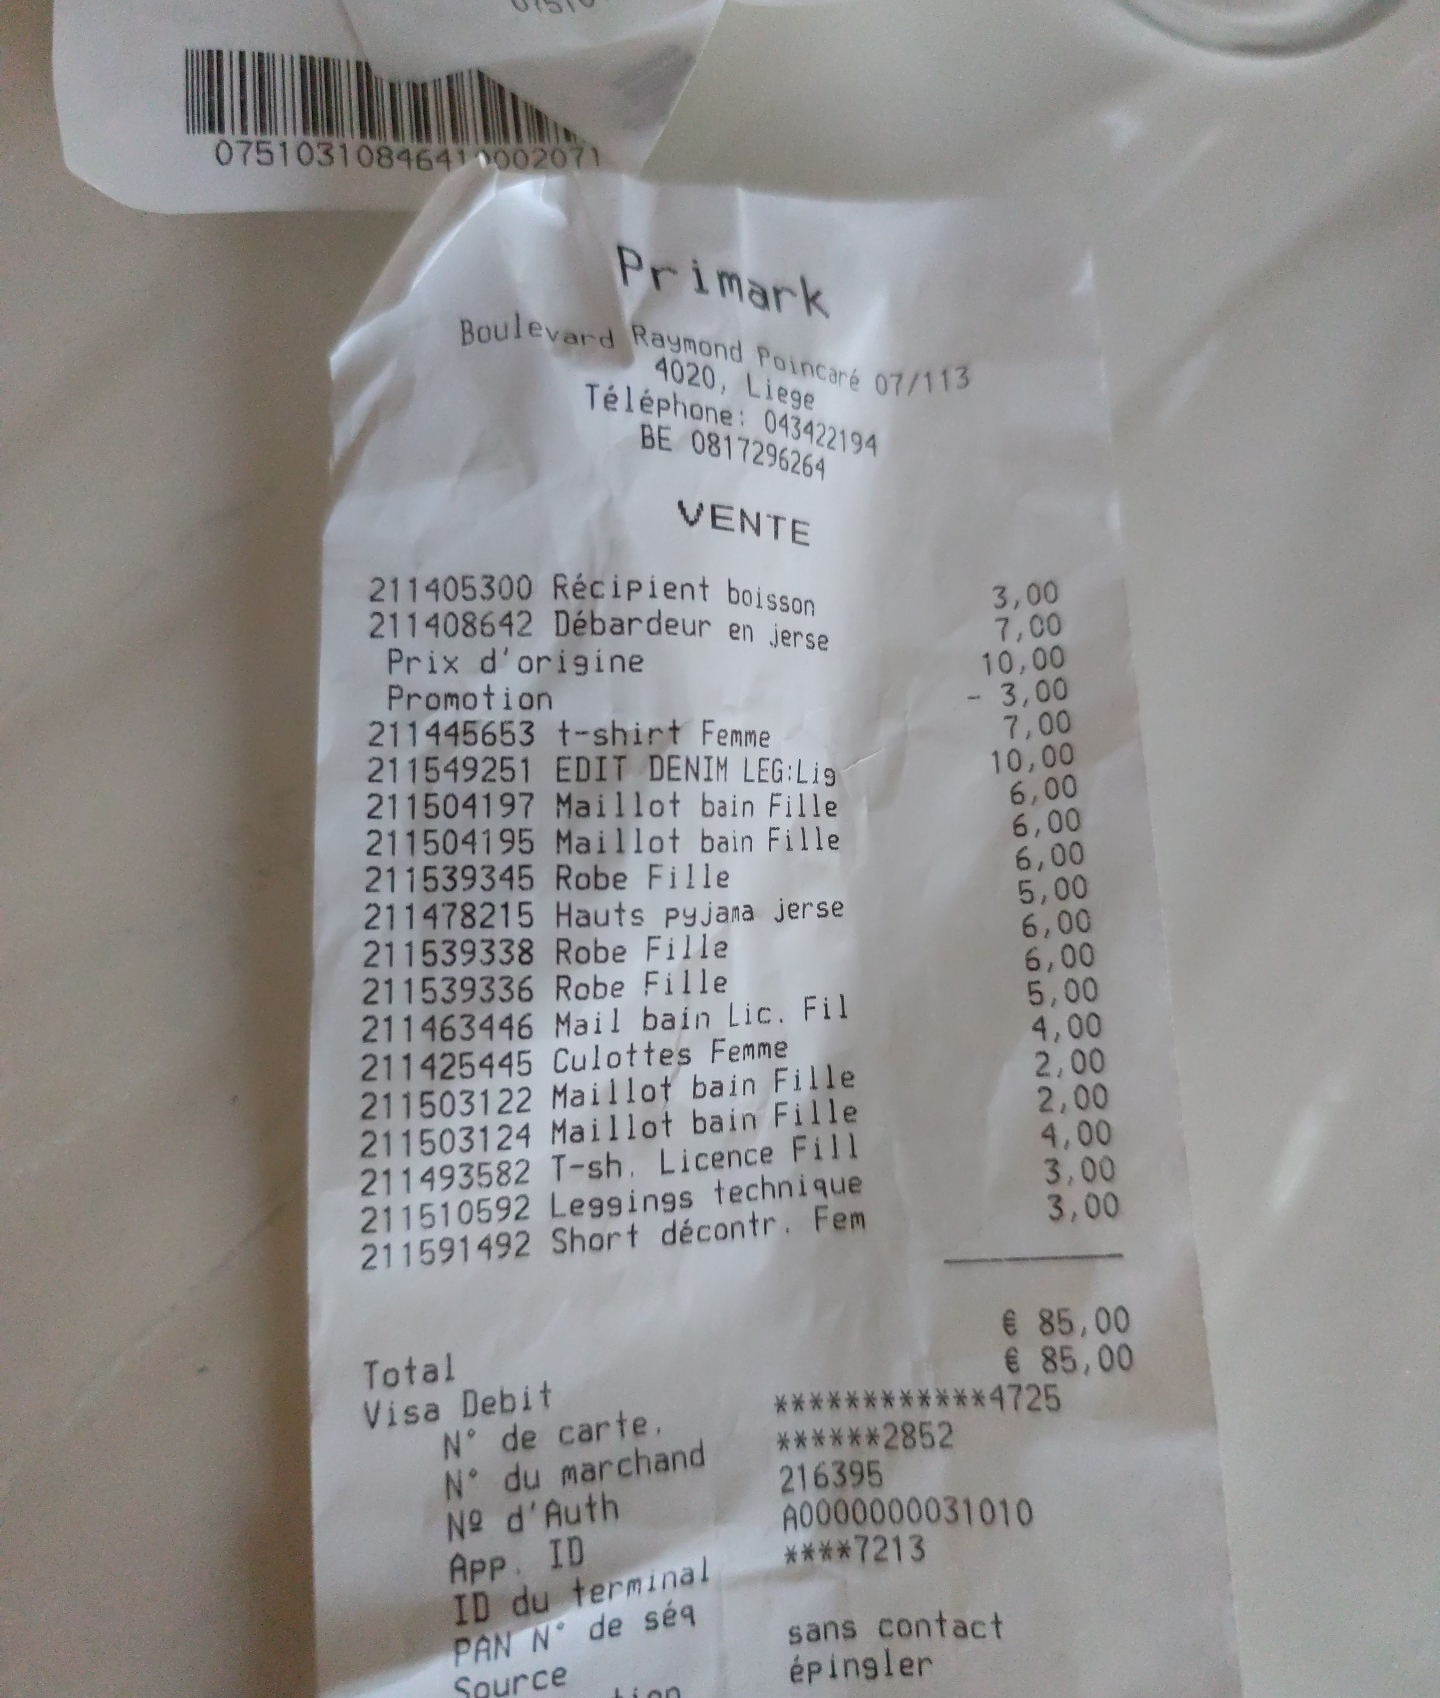 0751031084641
002071
Primark
Boulevard Raymond Poincaré 07/113
4020, Liege
Téléphone: 043422194
BE 0817296264
VENTE
211405300 Récipient boisson 3,00
211408642 Débardeur en jerse 7,00
Prix d'origine 10,00
Promotion - 3,00
211445653 t-shirt Femme 7,00
211549251 EDIT DENIM LEG:Lig 10,00
211504197 Maillot bain Fille 6,00
211504195 Maillot bain Fille 6,00
211539345 Robe Fille 6,00
211478215 Hauts pyjama jerse 5,00
211539338 Robe Fille 6,00
211539336 Robe Fille 6,00
211463446 Mail bain Lic. Fil 5,00
211425445 Culottes Femme 4,00
211503122 Maillot bain Fille 2,00
211503124 Maillot bain Fille 2,00
211493582 T-sh. Licence Fill 4,00
211510592 Leggings technique 3,00
211591492 Short décontr. Fem 3,00
Total € 85,00
Visa Debit € 85,00
N° de carte. ************4725
N° du marchand ******2852
Nº d'Auth 216395
App. ID A0000000031010
ID du terminal ****7213
PAN N° de séq
Source sans contact
épingler